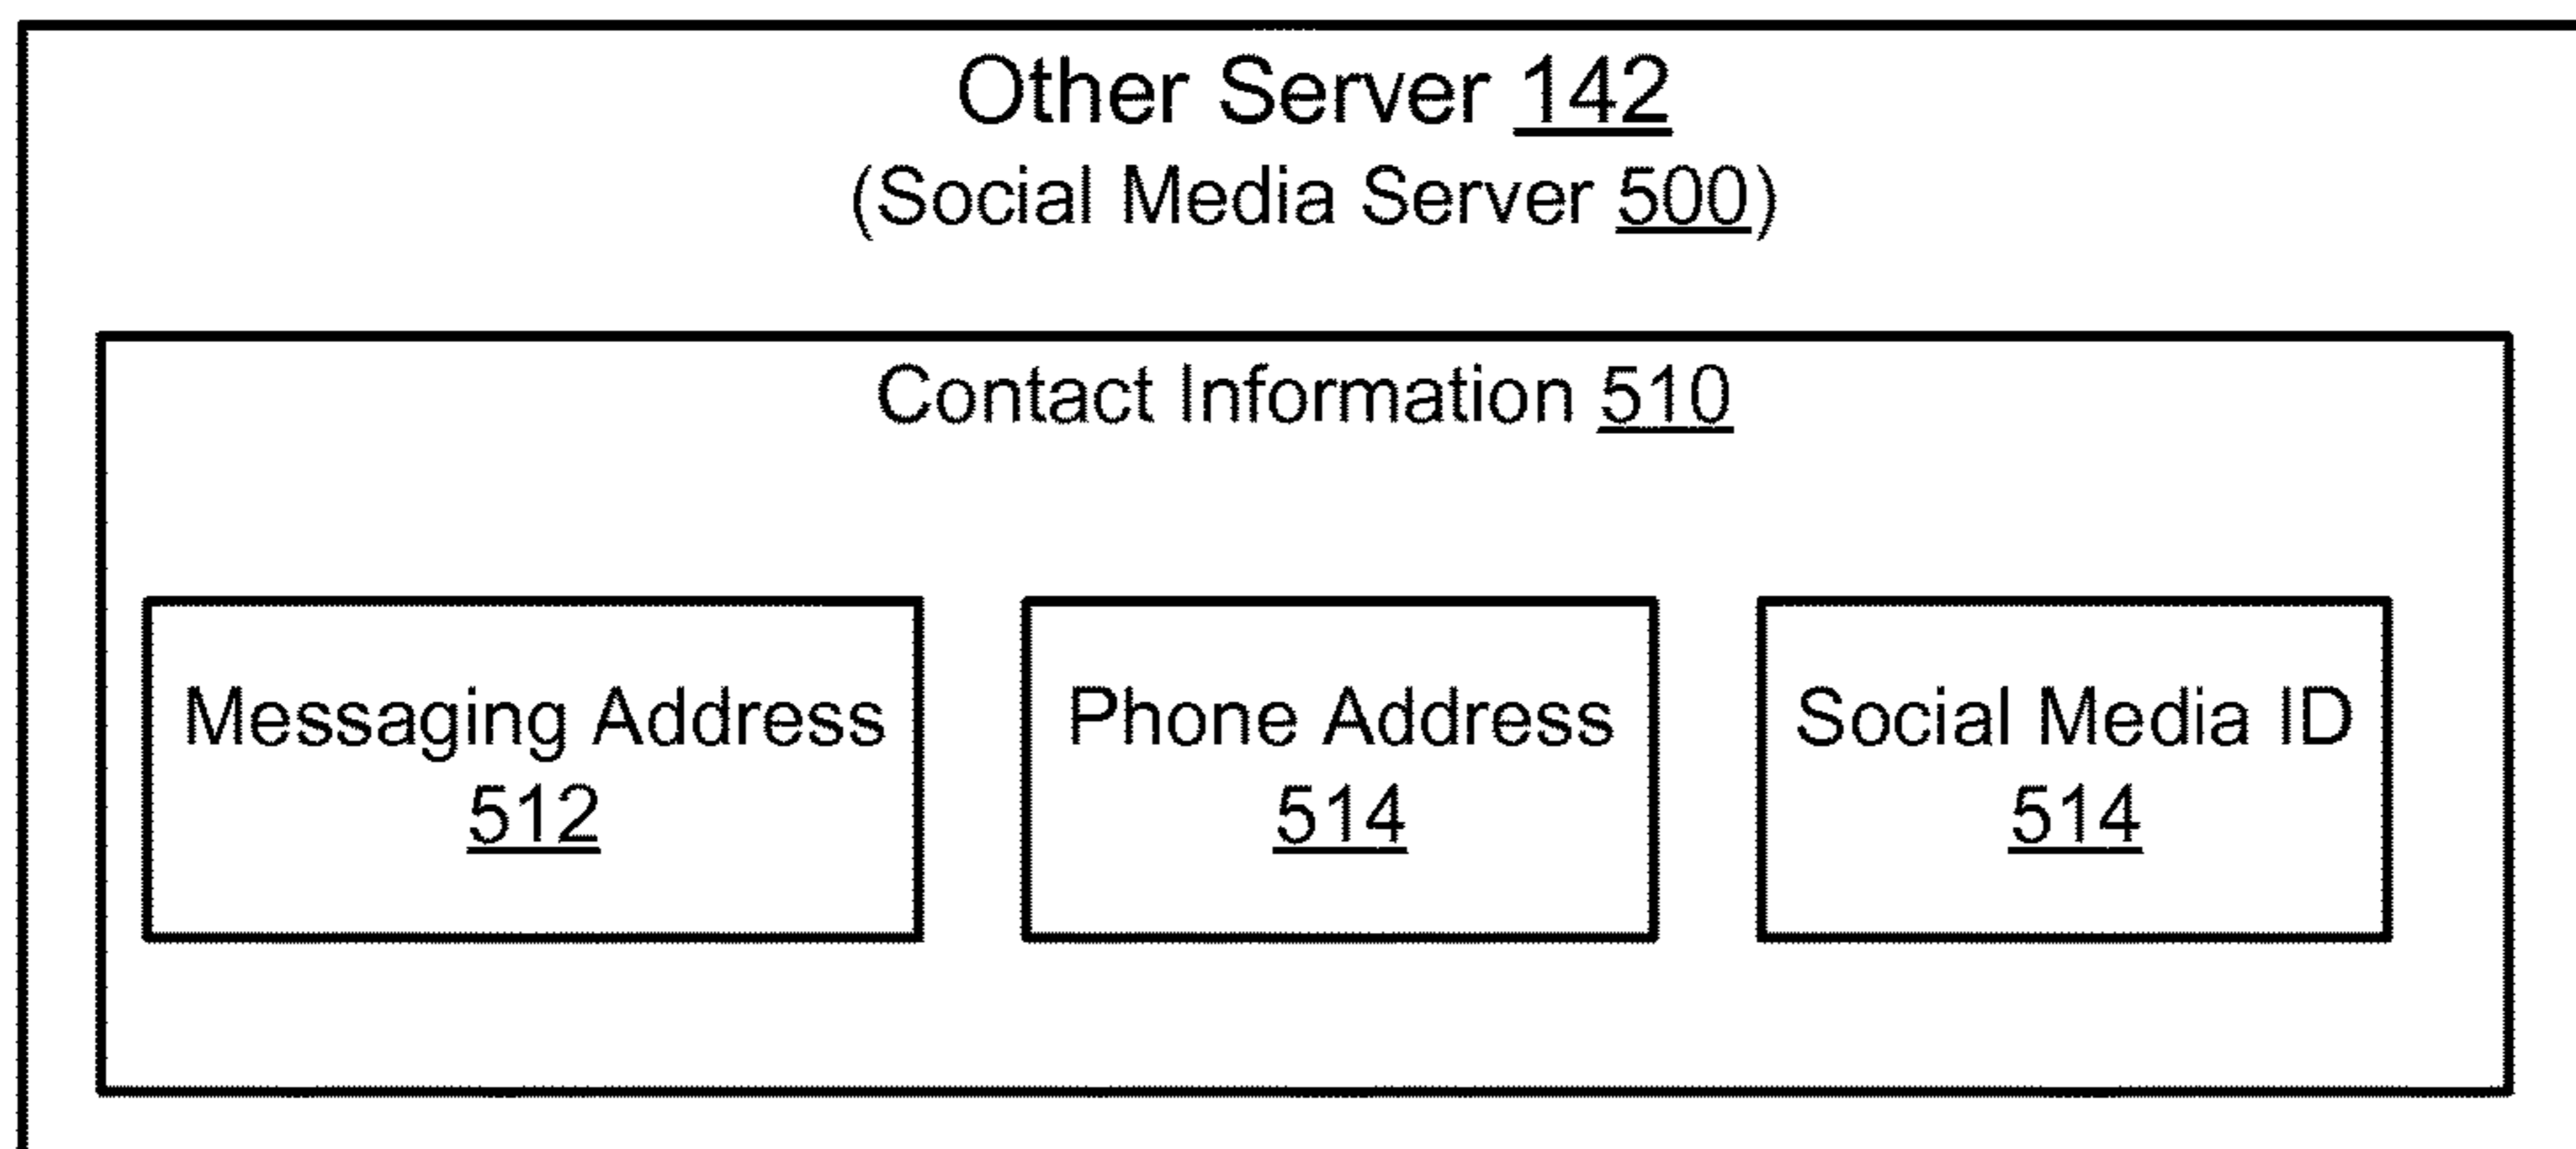 Other Server 142
(Social Media Server 500)
Contact Information 510
Messaging Address
512
Phone Address
514
Social Media ID
514